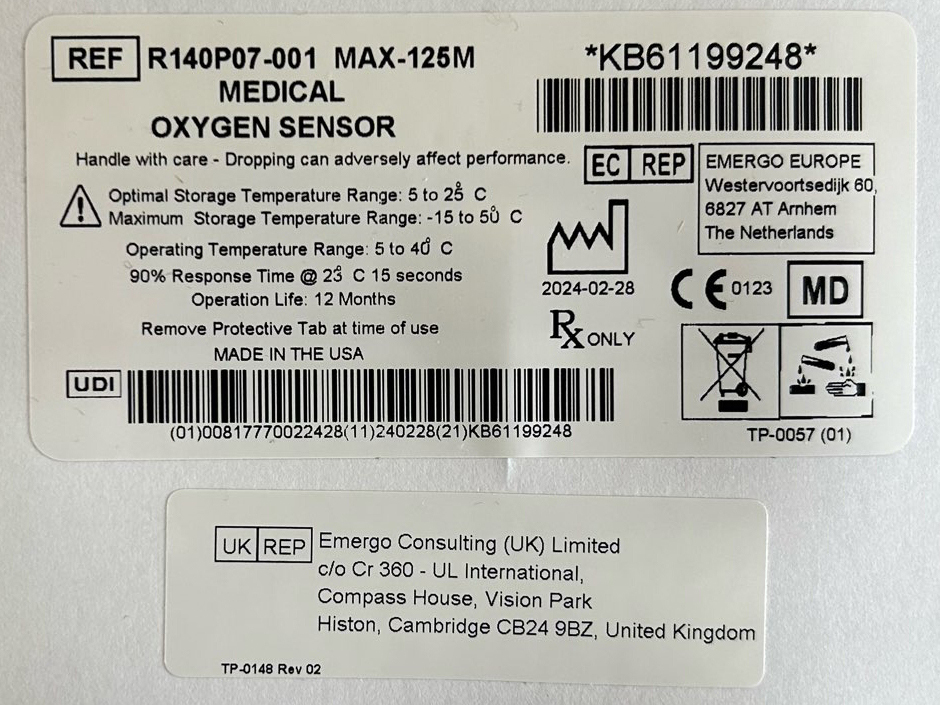 REF R140P07-001 MAX-125M
MEDICAL
OXYGEN SENSOR
*KB61199248*
Handle with care - Dropping can adversely affect performance.
Optimal Storage Temperature Range: 5 to 25° C
Maximum Storage Temperature Range: -15 to 50° C
Operating Temperature Range: 5 to 40° C
90% Response Time @ 23° C 15 seconds
Operation Life: 12 Months
Remove Protective Tab at time of use
MADE IN THE USA
EC REP
EMERGO EUROPE
Westervoortsedijk 60,
6827 AT Arnhem
The Netherlands
2024-02-28
CE 0123
MD
Rx ONLY
UDI
(01)00817770022428(11)240228(21)KB61199248
TP-0057 (01)
UK REP
Emergo Consulting (UK) Limited
c/o Cr 360 - UL International,
Compass House, Vision Park
Histon, Cambridge CB24 9BZ, United Kingdom
TP-0148 Rev 02